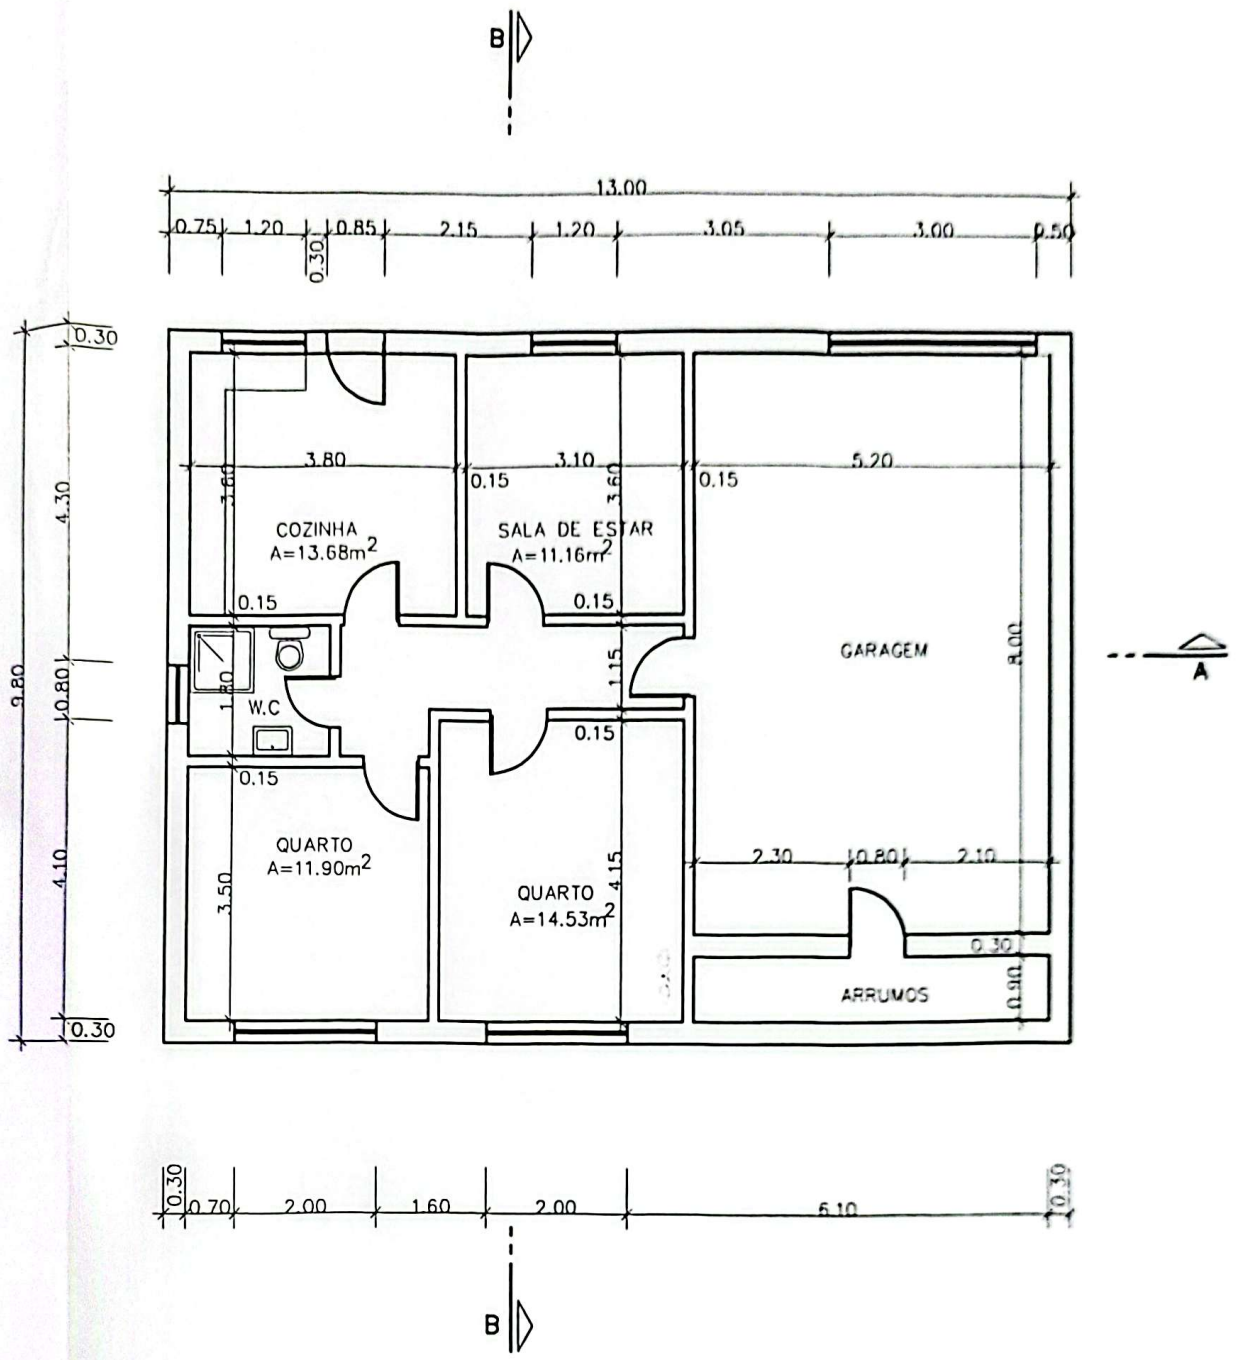 B
13.00
0.75 1.20 0.30 0.85 2.15 1.20 3.05 3.00 0.50
0.30
3.80 3.10 5.20
0.15 0.15
3.60 3.60
4.30
COZINHA
A=13.68m²
SALA DE ESTAR
A=11.16m²
0.15 0.15
GARAGEM
8.00
A
9.80
0.80
1.80
1.15
W.C
0.15
0.15
QUARTO
A=11.90m²
2.30 0.80 2.10
4.10
3.50
4.15
QUARTO
A=14.53m²
0.30
ARRUMOS
0.90
0.30
0.30 0.70 2.00 1.60 2.00 6.10 0.30
B